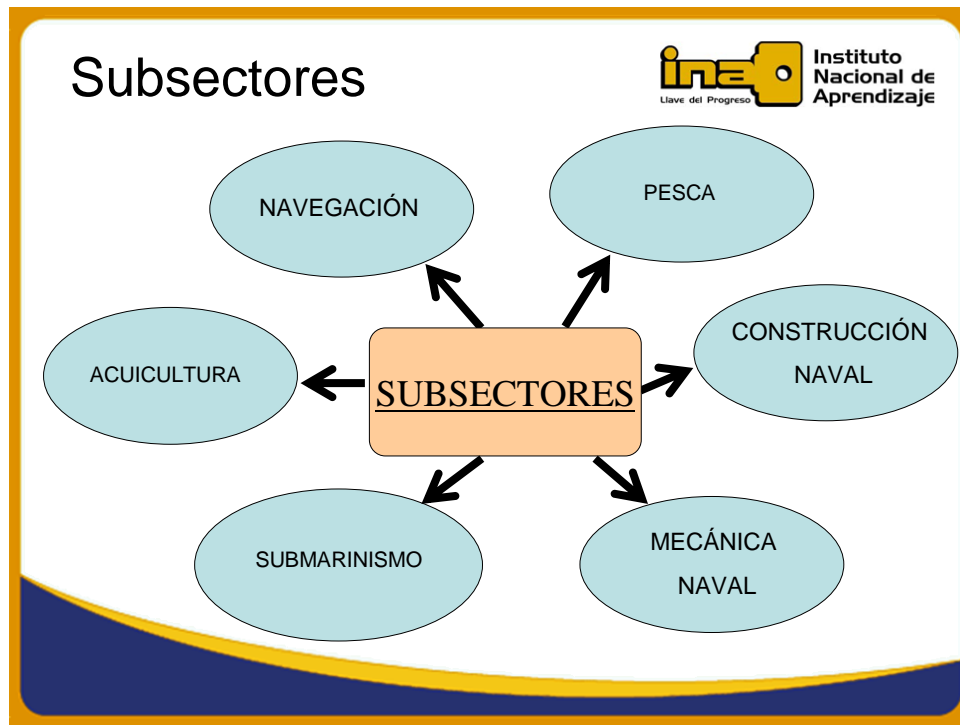 Subsectores
ina
Llave del Progreso
Instituto
Nacional de
Aprendizaje
NAVEGACIÓN
PESCA
ACUICULTURA
SUBSECTORES
CONSTRUCCIÓN
NAVAL
SUBMARINISMO
MECÁNICA
NAVAL